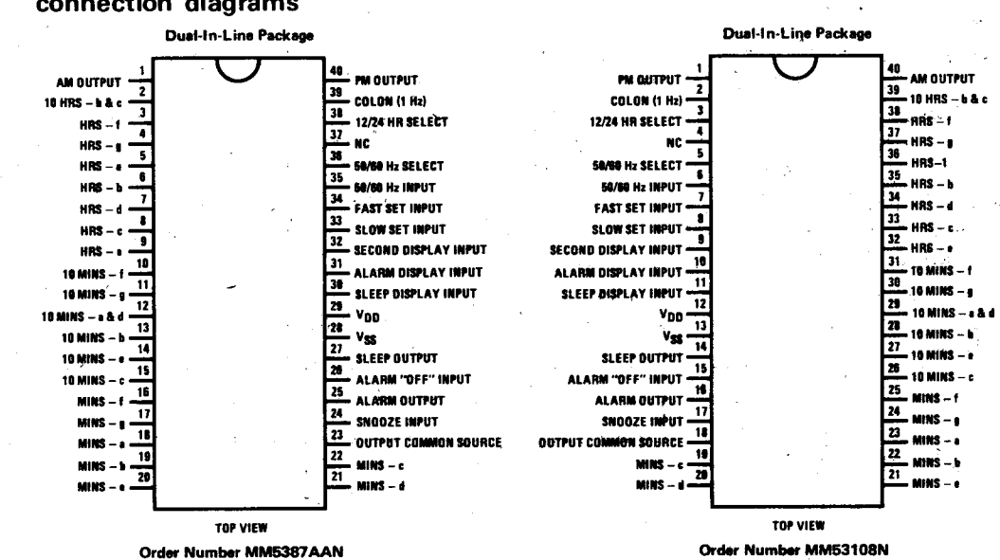 connection diagrams
Dual-In-Line Package
AM OUTPUT 1
10 HRS – b & c 2
HRS – f 3
HRS – g 4
HRS – a 5
HRS – b 6
HRS – d 7
HRS – c 8
HRS – e 9
10 MINS – f 10
10 MINS – g 11
10 MINS – a & d 12
10 MINS – b 13
10 MINS – e 14
10 MINS – c 15
MINS – f 16
MINS – g 17
MINS – a 18
MINS – b 19
MINS – e 20
40 PM OUTPUT
39 COLON (1 Hz)
38 12/24 HR SELECT
37 NC
36 50/60 Hz SELECT
35 50/60 Hz INPUT
34 FAST SET INPUT
33 SLOW SET INPUT
32 SECOND DISPLAY INPUT
31 ALARM DISPLAY INPUT
30 SLEEP DISPLAY INPUT
29 VDD
28 VSS
27 SLEEP OUTPUT
26 ALARM "OFF" INPUT
25 ALARM OUTPUT
24 SNOOZE INPUT
23 OUTPUT COMMON SOURCE
22 MINS – c
21 MINS – d
TOP VIEW
Order Number MM5387AAN
Dual-In-Line Package
PM OUTPUT 1
COLON (1 Hz) 2
12/24 HR SELECT 3
NC 4
50/60 Hz SELECT 5
50/60 Hz INPUT 6
FAST SET INPUT 7
SLOW SET INPUT 8
SECOND DISPLAY INPUT 9
ALARM DISPLAY INPUT 10
SLEEP DISPLAY INPUT 11
VDD 12
VSS 13
SLEEP OUTPUT 14
ALARM "OFF" INPUT 15
ALARM OUTPUT 16
SNOOZE INPUT 17
OUTPUT COMMON SOURCE 18
MINS – c 19
MINS – d 20
40 AM OUTPUT
39 10 HRS – b & c
38 HRS – f
37 HRS – g
36 HRS–1
35 HRS – b
34 HRS – d
33 HRS – c
32 HRS – e
31 10 MINS – f
30 10 MINS – g
29 10 MINS – a & d
28 10 MINS – b
27 10 MINS – e
26 10 MINS – c
25 MINS – f
24 MINS – g
23 MINS – a
22 MINS – b
21 MINS – e
TOP VIEW
Order Number MM53108N